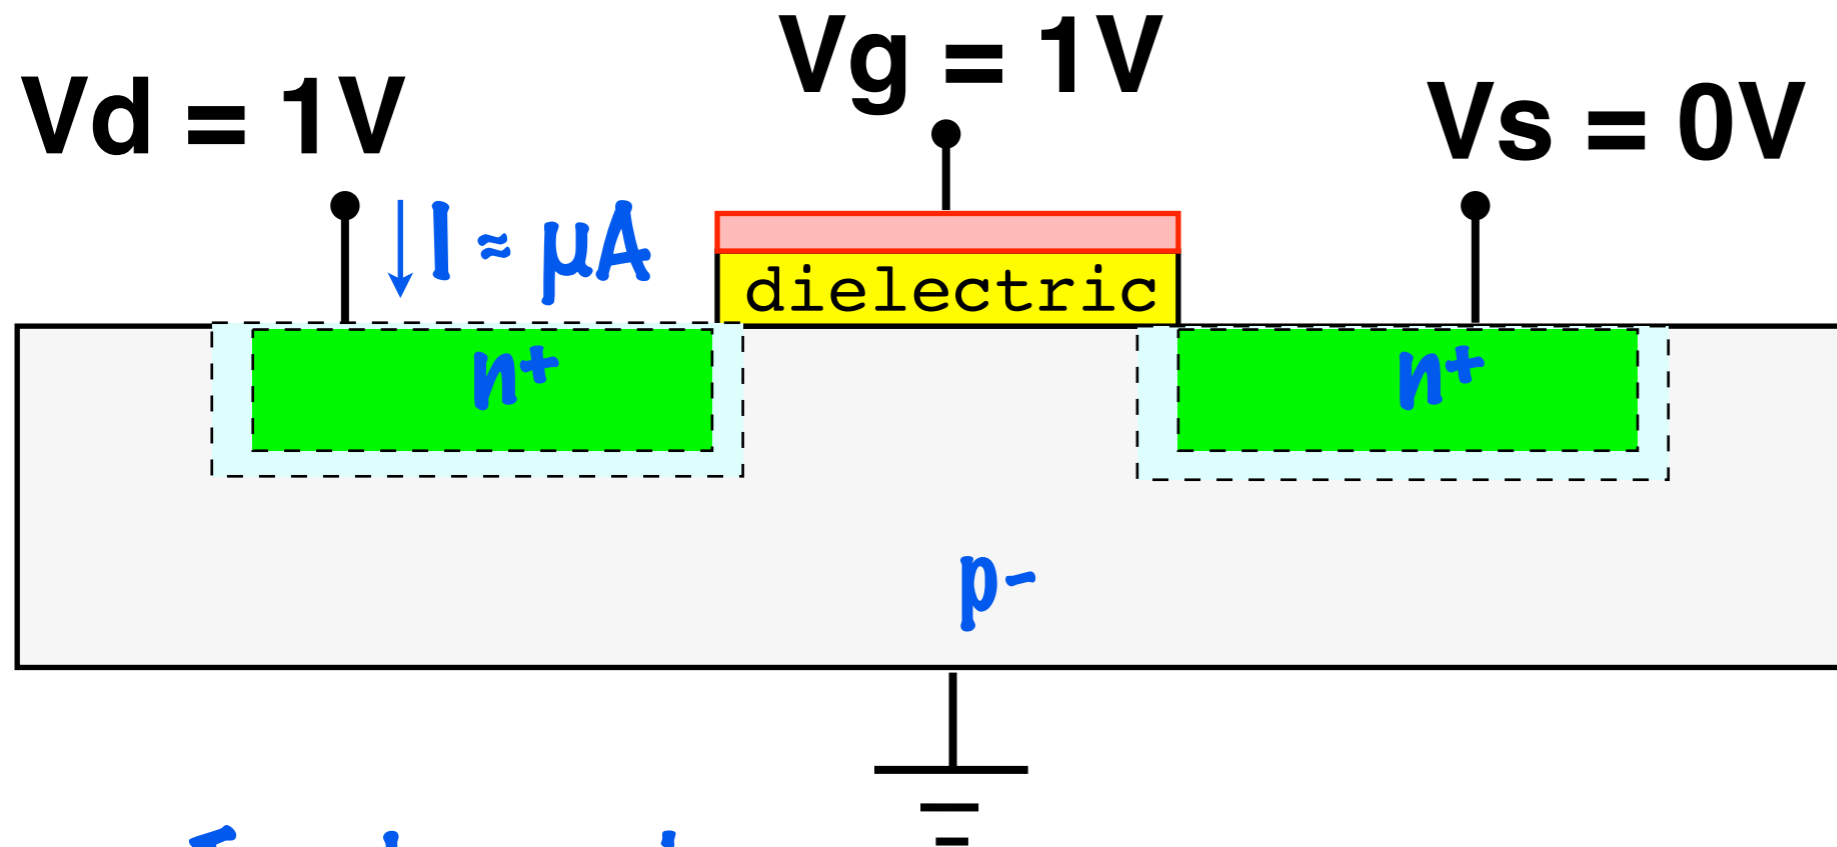 Vg = 1V
Vd = 1V
Vs = 0V
I ≈ μA
dielectric
n+
n+
p-